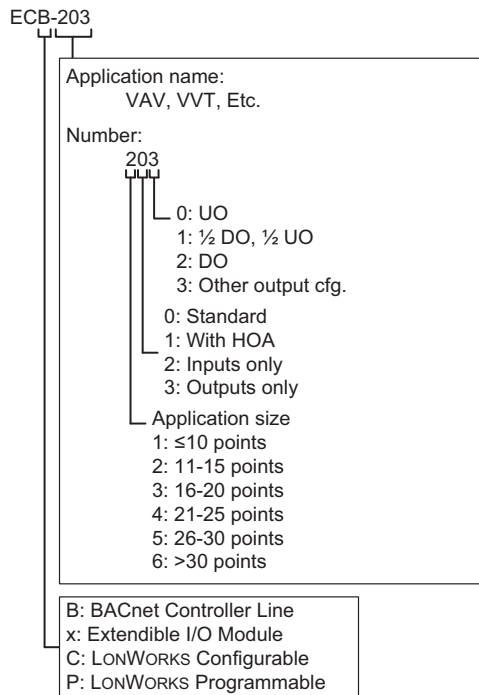 ECB-203
Application name:
VAV, VVT, Etc.
Number:
203
0: UO
1: ½ DO, ½ UO
2: DO
3: Other output cfg.
0: Standard
1: With HOA
2: Inputs only
3: Outputs only
Application size
1: ≤10 points
2: 11-15 points
3: 16-20 points
4: 21-25 points
5: 26-30 points
6: >30 points
B: BACnet Controller Line
x: Extendible I/O Module
C: LONWORKS Configurable
P: LONWORKS Programmable